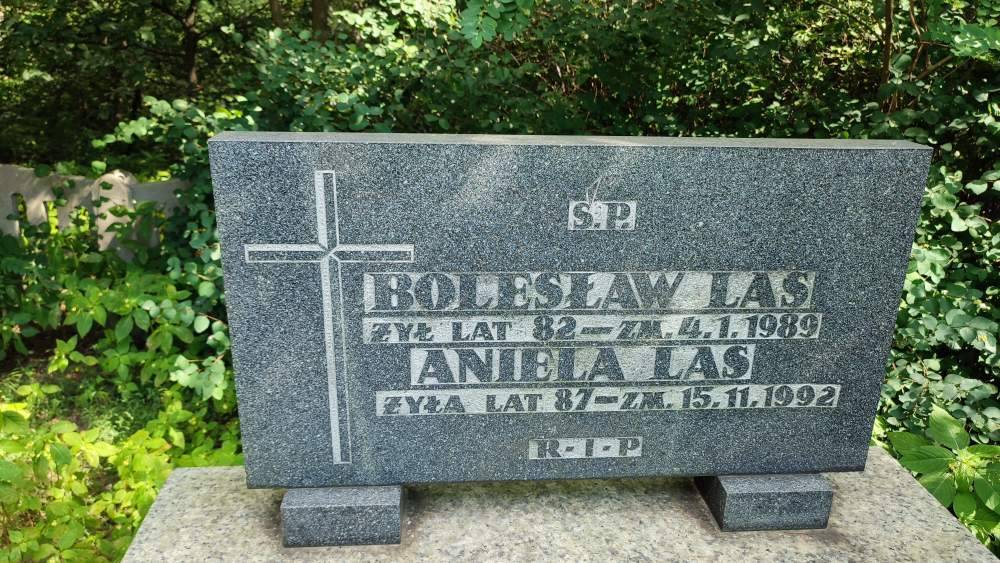 Ś.P.
BOLESŁAW LAS
ŻYŁ LAT 82 — ZM. 4.1.1989
ANIELA LAS
ŻYŁA LAT 87 — ZM. 15.11.1992
R-I-P